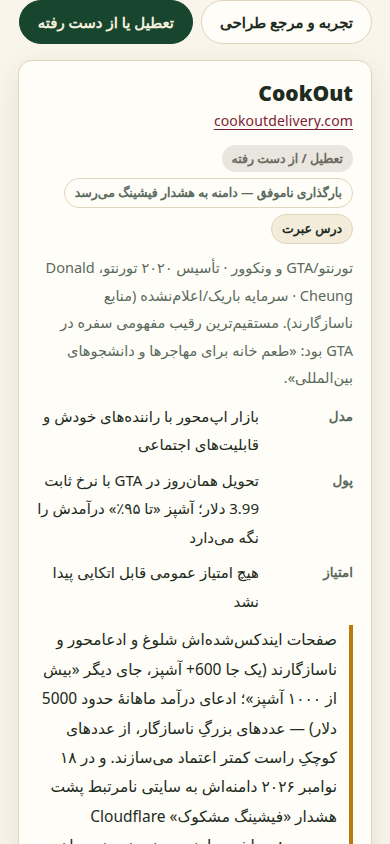 تجربه و مرجع طراحی
تعطیل یا از دست رفته
CookOut
cookoutdelivery.com
تعطیل / از دست رفته
بارگذاری ناموفق — دامنه به هشدار فیشینگ می‌رسد
درس عبرت
تورنتو/GTA و ونکوور · تأسیس ۲۰۲۰ تورنتو، Donald
Cheung · سرمایه باریک/اعلام‌نشده (منابع
ناسازگارند). مستقیم‌ترین رقیب مفهومی سفره در
GTA بود: «طعم خانه برای مهاجرها و دانشجوهای
بین‌المللی».
مدل
بازار اپ‌محور با راننده‌های خودش و
قابلیت‌های اجتماعی
پول
تحویل همان‌روز در GTA با نرخ ثابت
3.99 دلار؛ آشپز «تا ۹۵٪» درآمدش را
نگه می‌دارد
امتیاز
هیچ امتیاز عمومی قابل اتکایی پیدا
نشد
صفحات ایندکس‌شده‌اش شلوغ و ادعامحور و
ناسازگارند (یک جا 600+ آشپز، جای دیگر «بیش
از ۱۰۰۰ آشپز»؛ ادعای درآمد ماهانهٔ حدود 5000
دلار) — عددهای بزرگِ ناسازگار، از عددهای
کوچکِ راست کمتر اعتماد می‌سازند. و در ۱۸
نوامبر ۲۰۲۶ دامنه‌اش به سایتی نامرتبط پشت
هشدار «فیشینگ مشکوک» Cloudflare